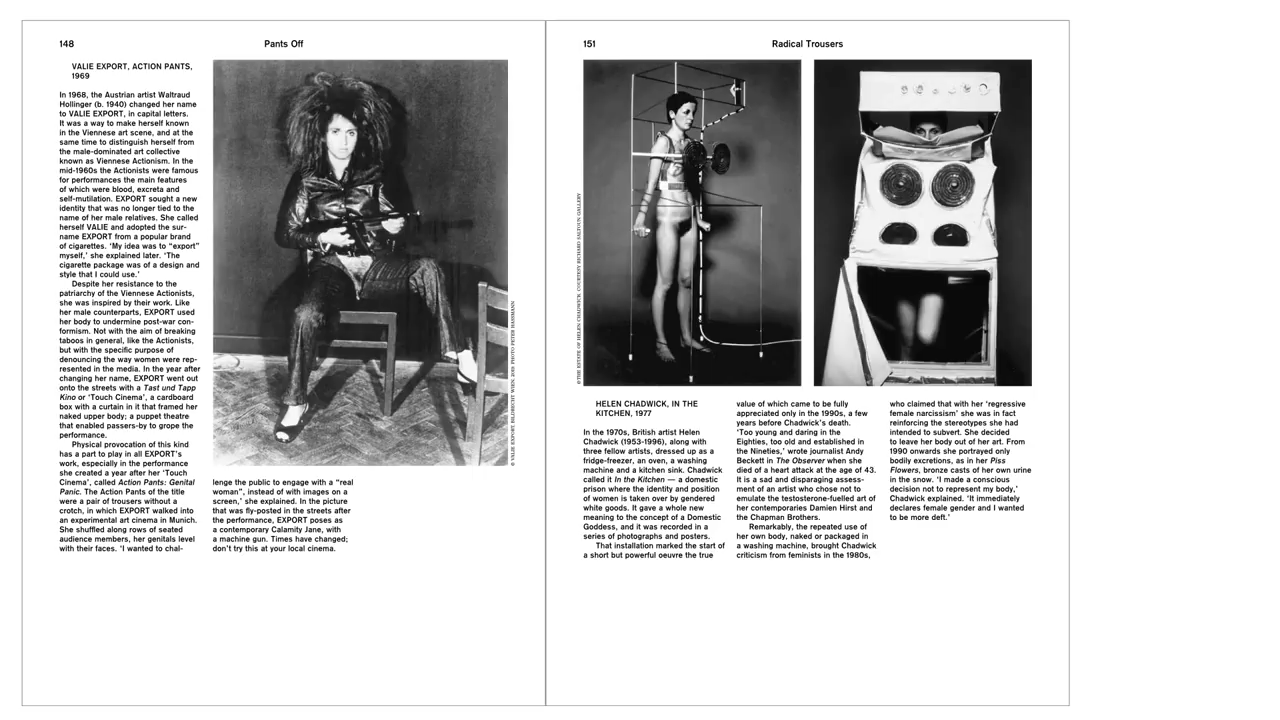 148
Pants Off
VALIE EXPORT, ACTION PANTS,
1969
In 1968, the Austrian artist Waltraud
Hollinger (b. 1940) changed her name
to VALIE EXPORT, in capital letters.
It was a way to make herself known
in the Viennese art scene, and at the
same time to distinguish herself from
the male-dominated art collective
known as Viennese Actionism. In the
mid-1960s the Actionists were famous
for performances the main features
of which were blood, excreta and
self-mutilation. EXPORT sought a new
identity that was no longer tied to the
name of her male relatives. She called
herself VALIE and adopted the sur-
name EXPORT from a popular brand
of cigarettes. ‘My idea was to “export”
myself,’ she explained later. ‘The
cigarette package was of a design and
style that I could use.’
Despite her resistance to the
patriarchy of the Viennese Actionists,
she was inspired by their work. Like
her male counterparts, EXPORT used
her body to undermine post-war con-
formism. Not with the aim of breaking
taboos in general, like the Actionists,
but with the specific purpose of
denouncing the way women were rep-
resented in the media. In the year after
changing her name, EXPORT went out
onto the streets with a Tast und Tapp
Kino or ‘Touch Cinema’, a cardboard
box with a curtain in it that framed her
naked upper body; a puppet theatre
that enabled passers-by to grope the
performance.
Physical provocation of this kind
has a part to play in all EXPORT’s
work, especially in the performance
she created a year after her ‘Touch
Cinema’, called Action Pants: Genital
Panic. The Action Pants of the title
were a pair of trousers without a
crotch, in which EXPORT walked into
an experimental art cinema in Munich.
She shuffled along rows of seated
audience members, her genitals level
with their faces. ‘I wanted to chal-
lenge the public to engage with a “real
woman”, instead of with images on a
screen,’ she explained. In the picture
that was fly-posted in the streets after
the performance, EXPORT poses as
a contemporary Calamity Jane, with
a machine gun. Times have changed;
don’t try this at your local cinema.
© VALIE EXPORT, BILDRECHT WIEN, 2018. PHOTO PETER HASSMANN
151
Radical Trousers
©THE ESTATE OF HELEN CHADWICK, COURTESY RICHARD SALTOUN GALLERY
HELEN CHADWICK, IN THE
KITCHEN, 1977
In the 1970s, British artist Helen
Chadwick (1953-1996), along with
three fellow artists, dressed up as a
fridge-freezer, an oven, a washing
machine and a kitchen sink. Chadwick
called it In the Kitchen — a domestic
prison where the identity and position
of women is taken over by gendered
white goods. It gave a whole new
meaning to the concept of a Domestic
Goddess, and it was recorded in a
series of photographs and posters.
That installation marked the start of
a short but powerful oeuvre the true
value of which came to be fully
appreciated only in the 1990s, a few
years before Chadwick’s death.
‘Too young and daring in the
Eighties, too old and established in
the Nineties,’ wrote journalist Andy
Beckett in The Observer when she
died of a heart attack at the age of 43.
It is a sad and disparaging assess-
ment of an artist who chose not to
emulate the testosterone-fuelled art of
her contemporaries Damien Hirst and
the Chapman Brothers.
Remarkably, the repeated use of
her own body, naked or packaged in
a washing machine, brought Chadwick
criticism from feminists in the 1980s,
who claimed that with her ‘regressive
female narcissism’ she was in fact
reinforcing the stereotypes she had
intended to subvert. She decided
to leave her body out of her art. From
1990 onwards she portrayed only
bodily excretions, as in her Piss
Flowers, bronze casts of her own urine
in the snow. ‘I made a conscious
decision not to represent my body,’
Chadwick explained. ‘It immediately
declares female gender and I wanted
to be more deft.’